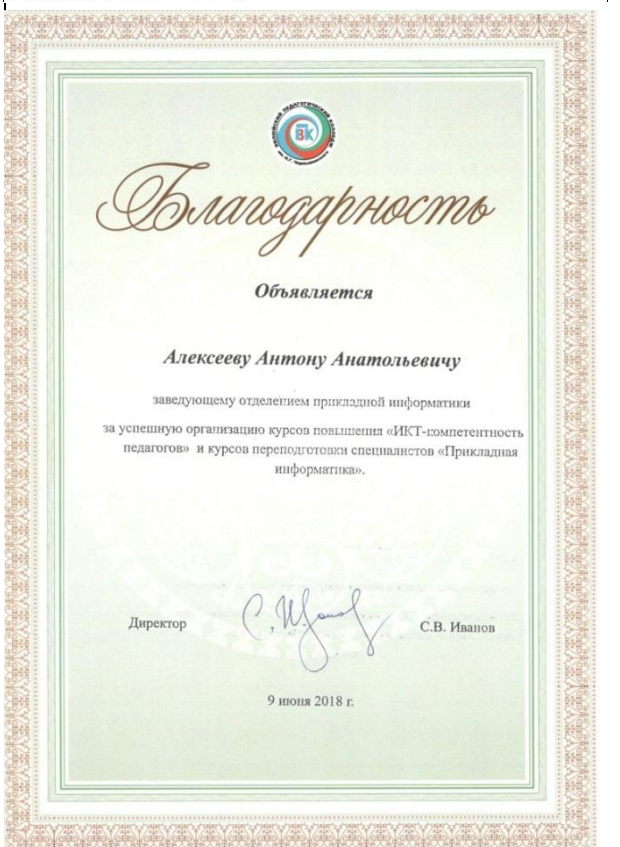 ВПК
Благодарность
Объявляется
Алексееву Антону Анатольевичу
заведующему отделением прикладной информатики
за успешную организацию курсов повышения «ИКТ-компетентность
педагогов» и курсов переподготовки специалистов «Прикладная
информатика».
Директор
С.В. Иванов
9 июня 2018 г.